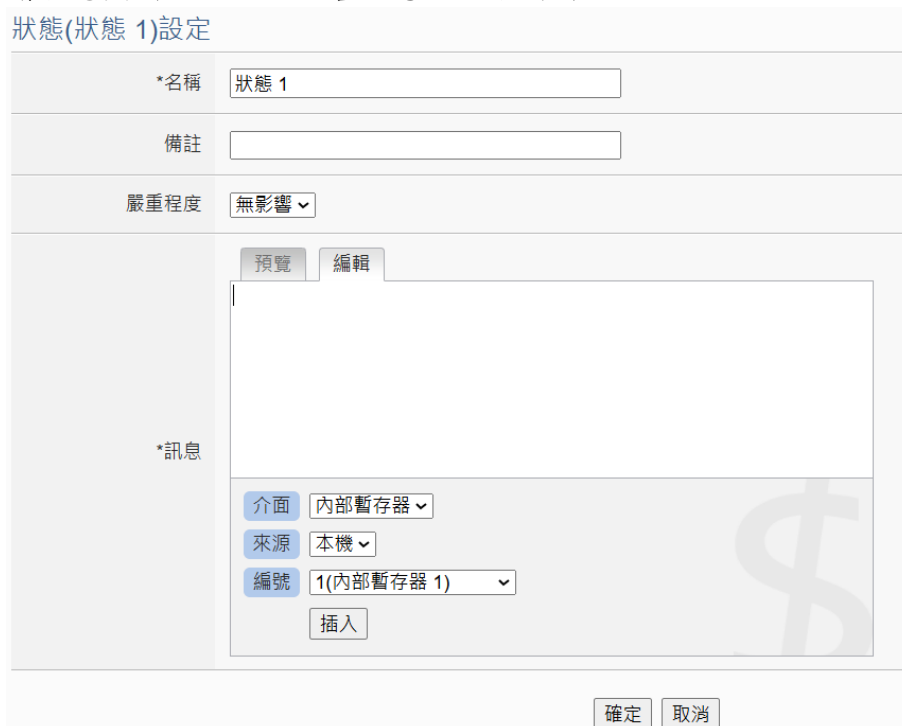 狀態(狀態 1)設定
*名稱 狀態 1
備註
嚴重程度 無影響
預覽 編輯
*訊息
介面 內部暫存器
來源 本機
編號 1(內部暫存器 1)
插入
$
確定 取消